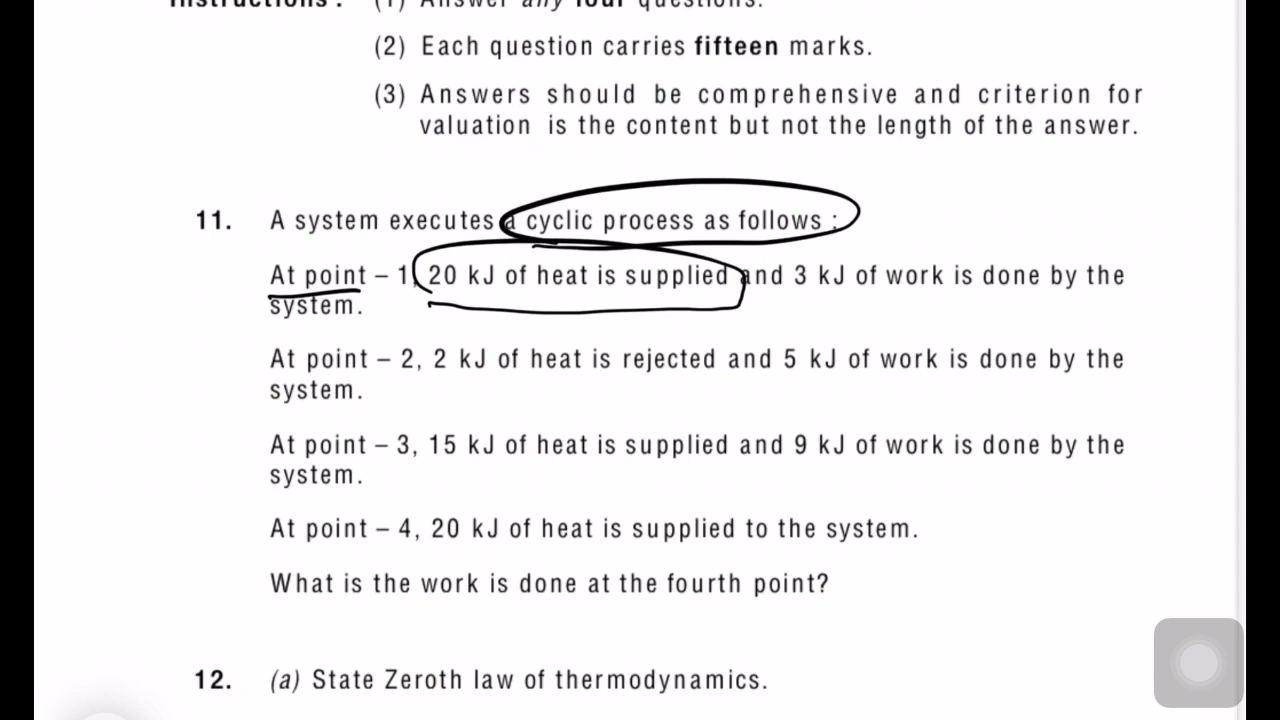 Instructions : (1) Answer any four questions.
(2) Each question carries fifteen marks.
(3) Answers should be comprehensive and criterion for
valuation is the content but not the length of the answer.
11. A system executes a cyclic process as follows :
At point – 1, 20 kJ of heat is supplied and 3 kJ of work is done by the
system.
At point – 2, 2 kJ of heat is rejected and 5 kJ of work is done by the
system.
At point – 3, 15 kJ of heat is supplied and 9 kJ of work is done by the
system.
At point – 4, 20 kJ of heat is supplied to the system.
What is the work is done at the fourth point?
12. (a) State Zeroth law of thermodynamics.